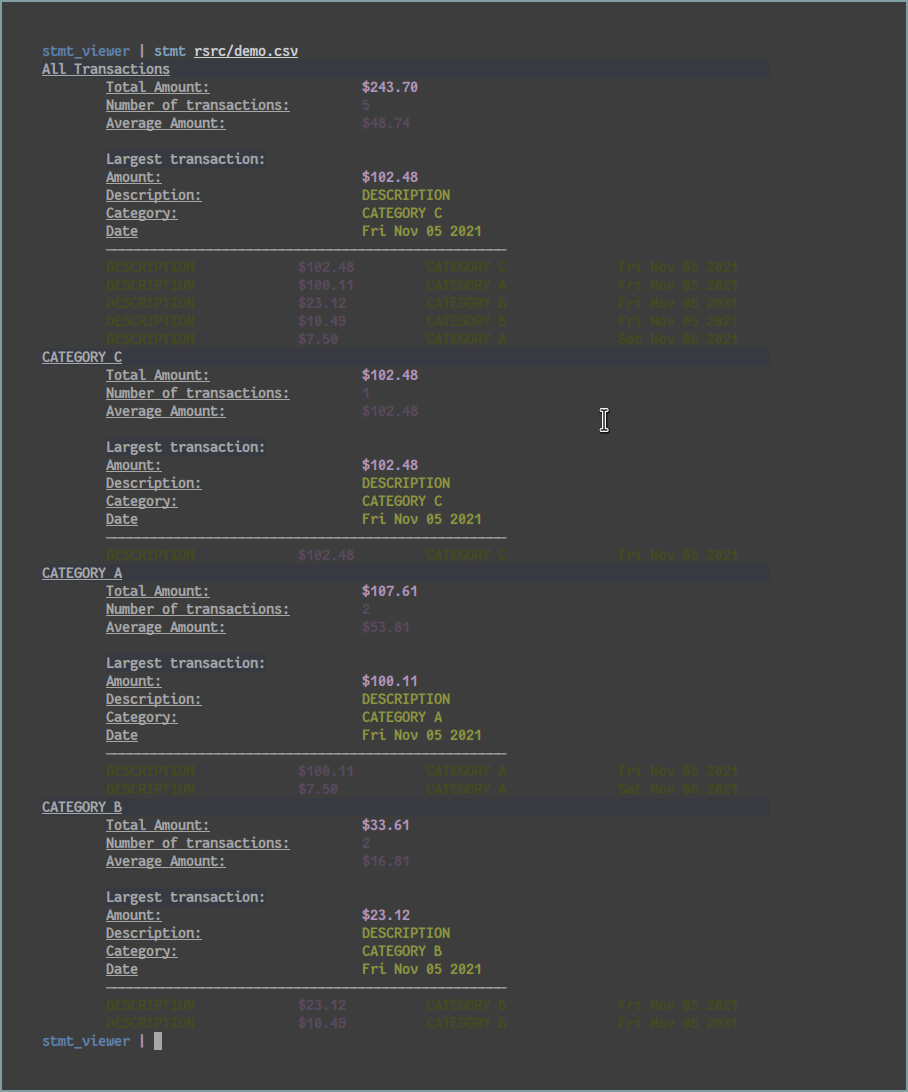 stmt_viewer | stmt rsrc/demo.csv
All Transactions
Total Amount: $243.70
Number of transactions: 5
Average Amount: $48.74
Largest transaction:
Amount: $102.48
Description: DESCRIPTION
Category: CATEGORY C
Date Fri Nov 05 2021
DESCRIPTION $102.48 CATEGORY C Fri Nov 05 2021
DESCRIPTION $100.11 CATEGORY A Fri Nov 05 2021
DESCRIPTION $23.12 CATEGORY B Fri Nov 05 2021
DESCRIPTION $10.49 CATEGORY B Fri Nov 05 2021
DESCRIPTION $7.50 CATEGORY A Sat Nov 06 2021
CATEGORY C
Total Amount: $102.48
Number of transactions: 1
Average Amount: $102.48
Largest transaction:
Amount: $102.48
Description: DESCRIPTION
Category: CATEGORY C
Date Fri Nov 05 2021
DESCRIPTION $102.48 CATEGORY C Fri Nov 05 2021
CATEGORY A
Total Amount: $107.61
Number of transactions: 2
Average Amount: $53.81
Largest transaction:
Amount: $100.11
Description: DESCRIPTION
Category: CATEGORY A
Date Fri Nov 05 2021
DESCRIPTION $100.11 CATEGORY A Fri Nov 05 2021
DESCRIPTION $7.50 CATEGORY A Sat Nov 06 2021
CATEGORY B
Total Amount: $33.61
Number of transactions: 2
Average Amount: $16.81
Largest transaction:
Amount: $23.12
Description: DESCRIPTION
Category: CATEGORY B
Date Fri Nov 05 2021
DESCRIPTION $23.12 CATEGORY B Fri Nov 05 2021
DESCRIPTION $10.49 CATEGORY B Fri Nov 05 2021
stmt_viewer |